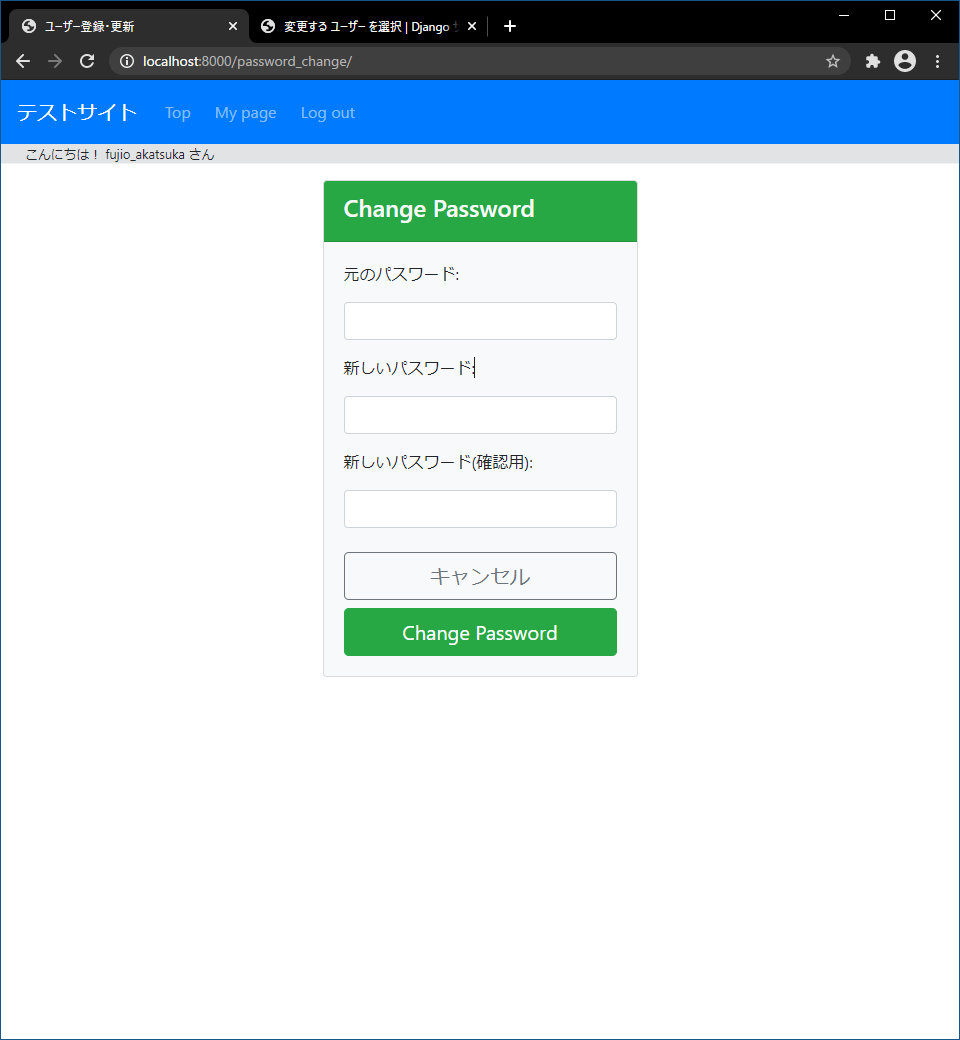 ユーザー登録・更新
変更する ユーザー を選択 | Django
localhost:8000/password_change/
テストサイト Top My page Log out
こんにちは！ fujio_akatsuka さん
Change Password
元のパスワード:
新しいパスワード:
新しいパスワード(確認用):
キャンセル
Change Password